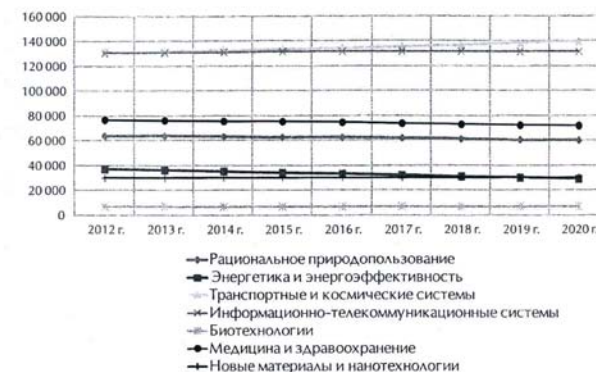 160 000
140 000
120 000
100 000
80 000
60 000
40 000
20 000
0
2012 г. 2013 г. 2014 г. 2015 г. 2016 г. 2017 г. 2018 г. 2019 г. 2020 г.
Рациональное природопользование
Энергетика и энергоэффективность
Транспортные и космические системы
Информационно-телекоммуникационные системы
Биотехнологии
Медицина и здравоохранение
Новые материалы и нанотехнологии